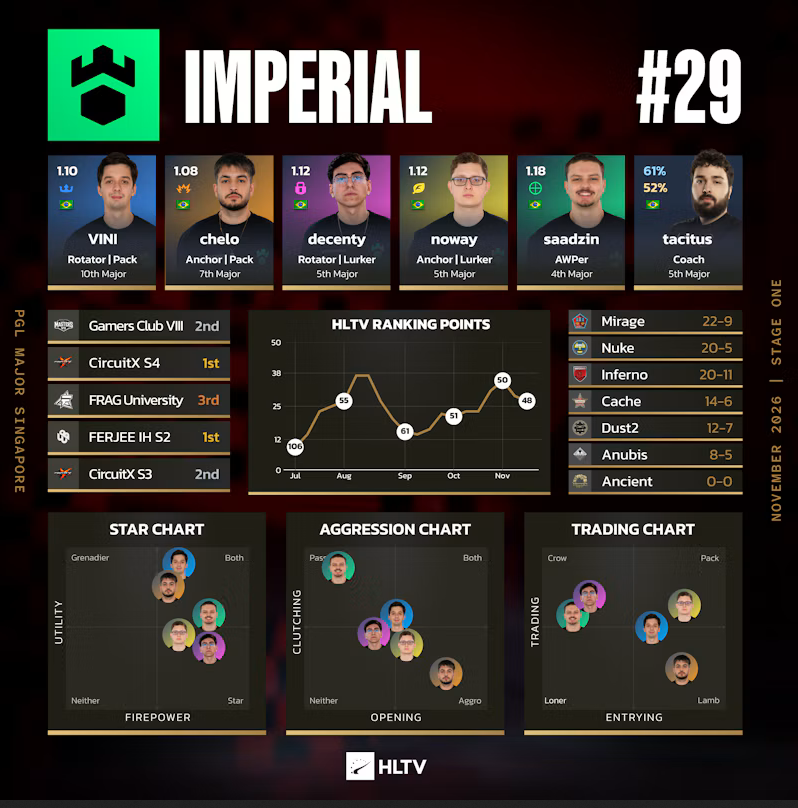 IMPERIAL
#29
1.10
VINI
Rotator | Pack
10th Major
1.08
chelo
Anchor | Pack
7th Major
1.12
decenty
Rotator | Lurker
5th Major
1.12
noway
Anchor | Lurker
5th Major
1.18
saadzin
AWPer
4th Major
61%
52%
tacitus
Coach
5th Major
PGL MAJOR SINGAPORE
MASTERS
Gamers Club VIII 2nd
CircuitX S4 1st
FRAG University 3rd
FERJEE IH S2 1st
CircuitX S3 2nd
HLTV RANKING POINTS
50
38
25
12
0
106
55
61
51
50
48
Jul Aug Sep Oct Nov
Mirage 22-9
Nuke 20-5
Inferno 20-11
Cache 14-6
Dust2 12-7
Anubis 8-5
Ancient 0-0
NOVEMBER 2026 | STAGE ONE
STAR CHART
Grenadier Both
UTILITY
Neither Star
FIREPOWER
AGGRESSION CHART
Pass Both
CLUTCHING
Neither Aggro
OPENING
TRADING CHART
Crow Pack
TRADING
Loner Lamb
ENTRYING
HLTV